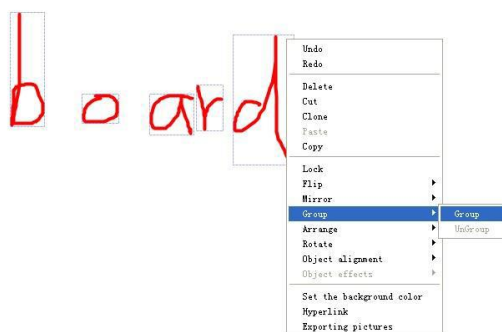 board
Undo
Redo
Delete
Cut
Clone
Paste
Copy
Lock
Flip
Mirror
Group
Arrange
Rotate
Object alignment
Object effects
Set the background color
Hyperlink
Exporting pictures
Group
UnGroup